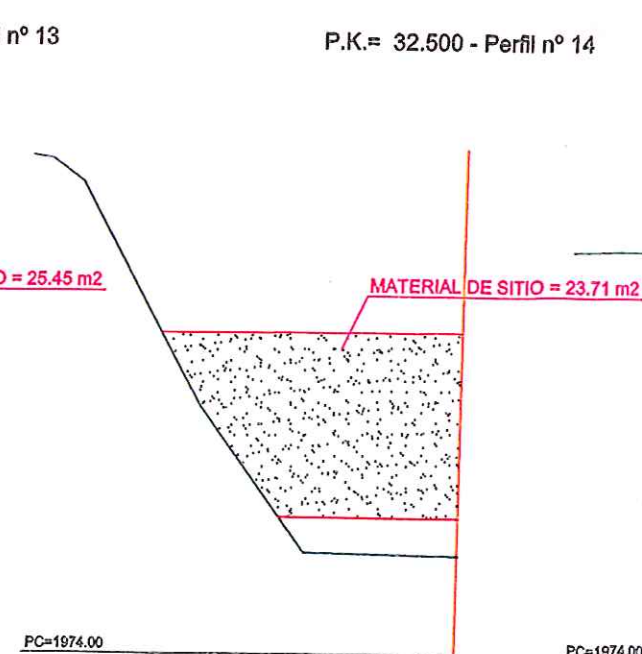 nº 13
P.K.= 32.500 - Perfil nº 14
= 25.45 m2
MATERIAL DE SITIO = 23.71 m2
PC=1974.00
PC=1974.00